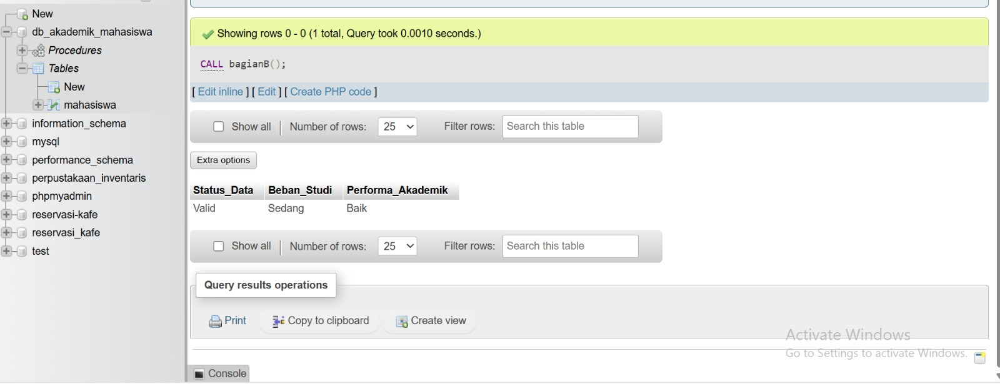 New
db_akademik_mahasiswa
Procedures
Tables
New
mahasiswa
information_schema
mysql
performance_schema
perpustakaan_inventaris
phpmyadmin
reservasi-kafe
reservasi_kafe
test
Showing rows 0 - 0 (1 total, Query took 0.0010 seconds.)
CALL bagianB();
[ Edit inline ] [ Edit ] [ Create PHP code ]
Show all | Number of rows: 25 Filter rows: Search this table
Extra options
Status_Data Beban_Studi Performa_Akademik
Valid Sedang Baik
Show all | Number of rows: 25 Filter rows: Search this table
Query results operations
Print Copy to clipboard Create view
Activate Windows
Go to Settings to activate Windows.
Console